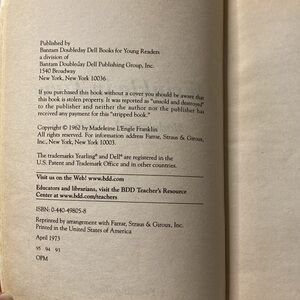 Published by
Bantam Doubleday Dell Books for Young Readers
a division of
Bantam Doubleday Dell Publishing Group, Inc.
1540 Broadway
New York, New York 10036
If you purchased this book without a cover you should be aware that
this book is stolen property. It was reported as "unsold and destroyed"
to the publisher and neither the author nor the publisher has
received any payment for this "stripped book."
Copyright © 1962 by Madeleine L'Engle Franklin
All rights reserved. For information address Farrar, Straus & Giroux,
Inc., New York, New York 10003.
The trademarks Yearling® and Dell® are registered in the
U.S. Patent and Trademark Office and in other countries.
Visit us on the Web! www.bdd.com
Educators and librarians, visit the BDD Teacher's Resource
Center at www.bdd.com/teachers
ISBN: 0-440-49805-8
Reprinted by arrangement with Farrar, Straus & Giroux, Inc.
Printed in the United States of America
April 1973
95 94 93
OPM